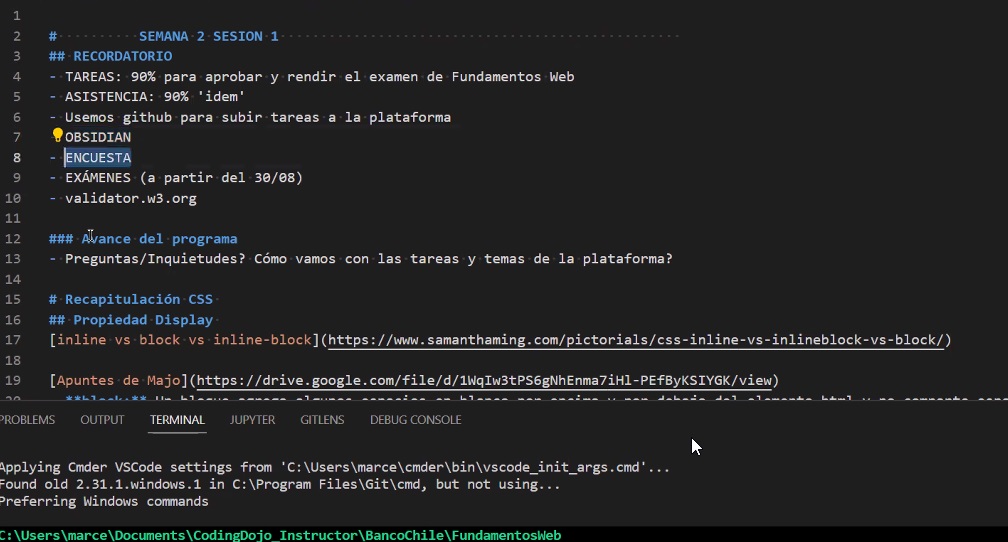 1
2 # SEMANA 2 SESION 1
3 ## RECORDATORIO
4 - TAREAS: 90% para aprobar y rendir el examen de Fundamentos Web
5 - ASISTENCIA: 90% 'idem'
6 - Usemos github para subir tareas a la plataforma
7 OBSIDIAN
8 - ENCUESTA
9 - EXÁMENES (a partir del 30/08)
10 - validator.w3.org
11
12 ### Avance del programa
13 - Preguntas/Inquietudes? Cómo vamos con las tareas y temas de la plataforma?
14
15 # Recapitulación CSS
16 ## Propiedad Display
17 [inline vs block vs inline-block](https://www.samanthaming.com/pictorials/css-inline-vs-inlineblock-vs-block/)
18
19 [Apuntes de Majo](https://drive.google.com/file/d/1WqIw3tPS6gNhEnma7iHl-PEfByKSIYGK/view)
PROBLEMS OUTPUT TERMINAL JUPYTER GITLENS DEBUG CONSOLE
Applying Cmder VSCode settings from 'C:\Users\marce\cmder\bin\vscode_init_args.cmd'...
Found old 2.31.1.windows.1 in C:\Program Files\Git\cmd, but not using...
Preferring Windows commands
C:\Users\marce\Documents\CodingDojo_Instructor\BancoChile\FundamentosWeb